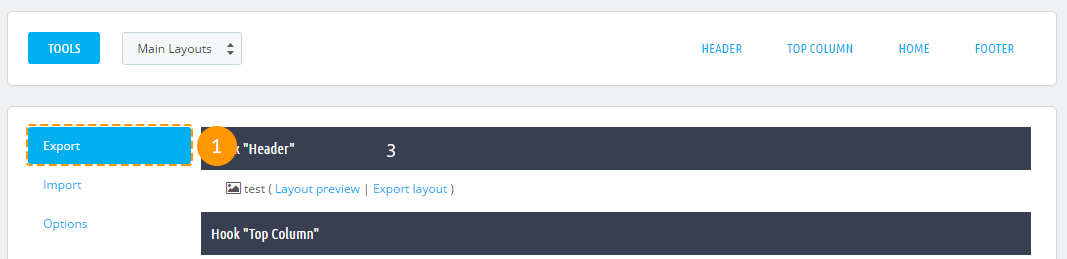 TOOLS Main Layouts HEADER TOP COLUMN HOME FOOTER
Export 1 k "Header" 3
test ( Layout preview | Export layout )
Import
Options
Hook "Top Column"